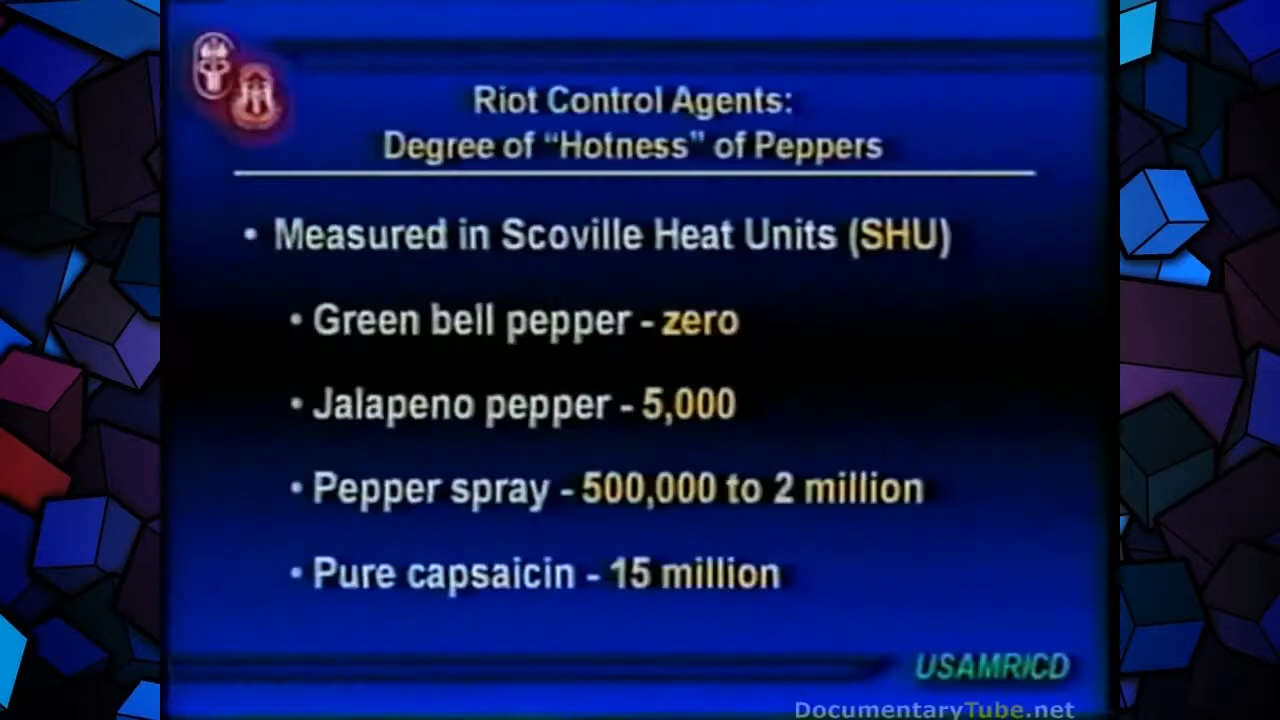 Riot Control Agents:
Degree of “Hotness” of Peppers
• Measured in Scoville Heat Units (SHU)
• Green bell pepper - zero
• Jalapeno pepper - 5,000
• Pepper spray - 500,000 to 2 million
• Pure capsaicin - 15 million
USAMRICD
DocumentaryTube.net